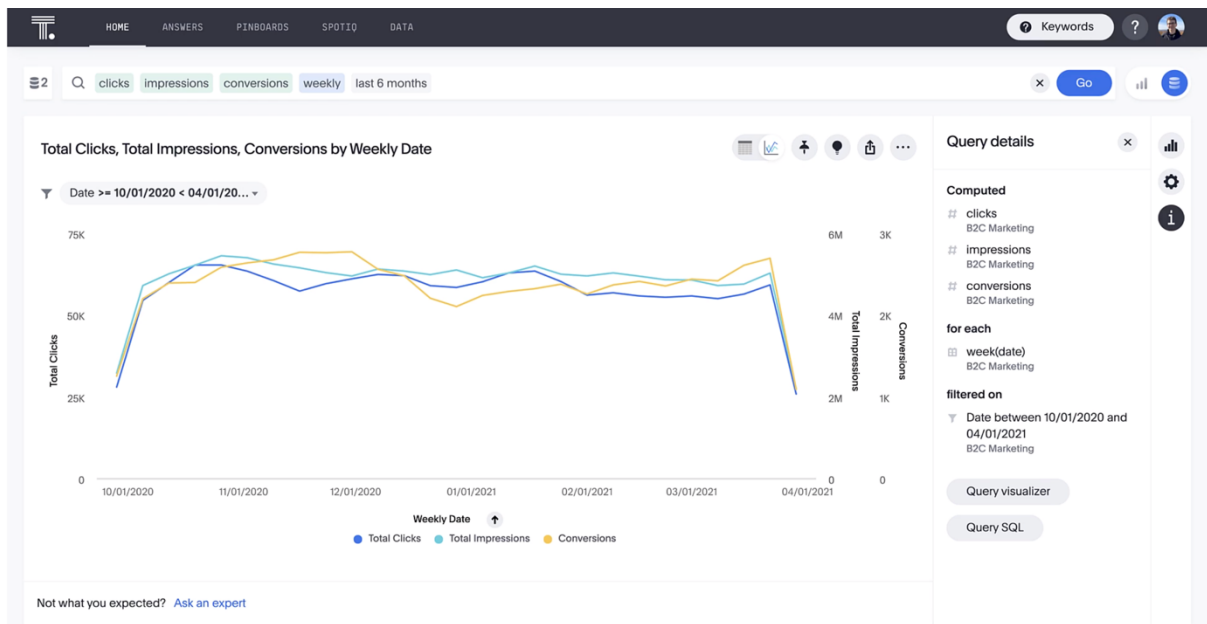 HOME ANSWERS PINBOARDS SPOTIQ DATA
? Keywords ?
2 clicks impressions conversions weekly last 6 months Go
Total Clicks, Total Impressions, Conversions by Weekly Date
Date >= 10/01/2020 < 04/01/20...
75K
50K
25K
0
Total Clicks
6M
4M
2M
0
Total Impressions
3K
2K
1K
0
Conversions
10/01/2020 11/01/2020 12/01/2020 01/01/2021 02/01/2021 03/01/2021 04/01/2021
Weekly Date
Total Clicks Total Impressions Conversions
Not what you expected? Ask an expert
Query details
Computed
# clicks
B2C Marketing
# impressions
B2C Marketing
# conversions
B2C Marketing
for each
week(date)
B2C Marketing
filtered on
Date between 10/01/2020 and
04/01/2021
B2C Marketing
Query visualizer
Query SQL